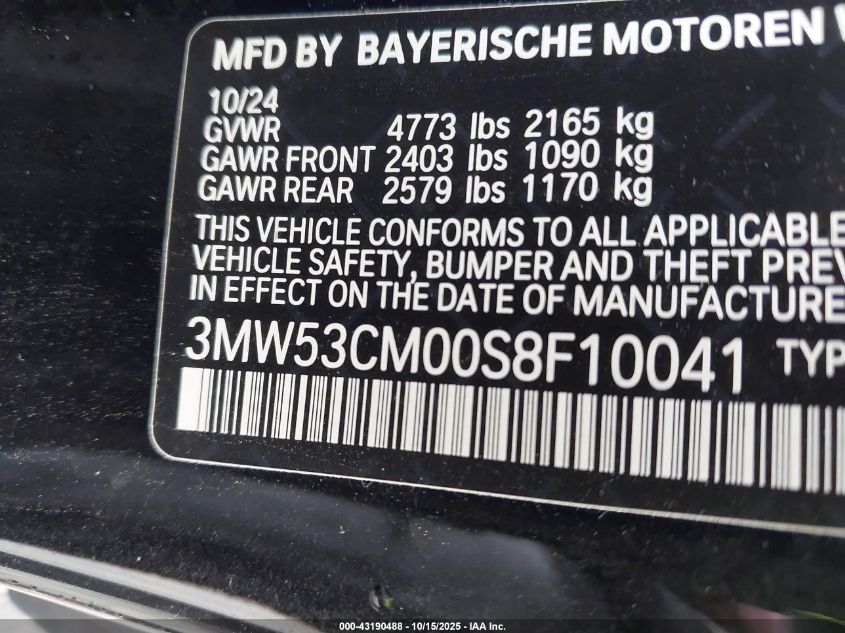 MFD BY BAYERISCHE MOTOREN W
10/24
GVWR 4773 lbs 2165 kg
GAWR FRONT 2403 lbs 1090 kg
GAWR REAR 2579 lbs 1170 kg
THIS VEHICLE CONFORMS TO ALL APPLICABLE
VEHICLE SAFETY, BUMPER AND THEFT PREV
IN EFFECT ON THE DATE OF MANUFACTURE
3MW53CM00S8F10041 TYP
000-43190488 - 10/15/2025 - IAA Inc.